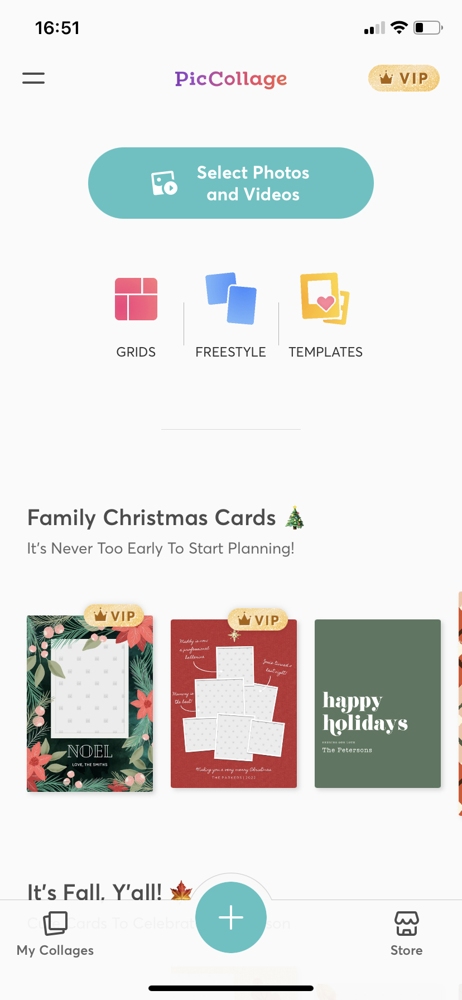 16:51
PicCollage
VIP
Select Photos
and Videos
GRIDS
FREESTYLE
TEMPLATES
Family Christmas Cards
It's Never Too Early To Start Planning!
VIP
NOEL
LOVE, THE SMITHS
VIP
Maddy is now
a professional
ballerina
Josie turned 2
last night!
Mommy is
the best!
Wishing you a very merry Christmas
THE PARKERS | 2022
happy
holidays
SENDING OUR LOVE
The Petersons
It's Fall, Y'all!
Cute Cards To Celebrat son
My Collages
Store